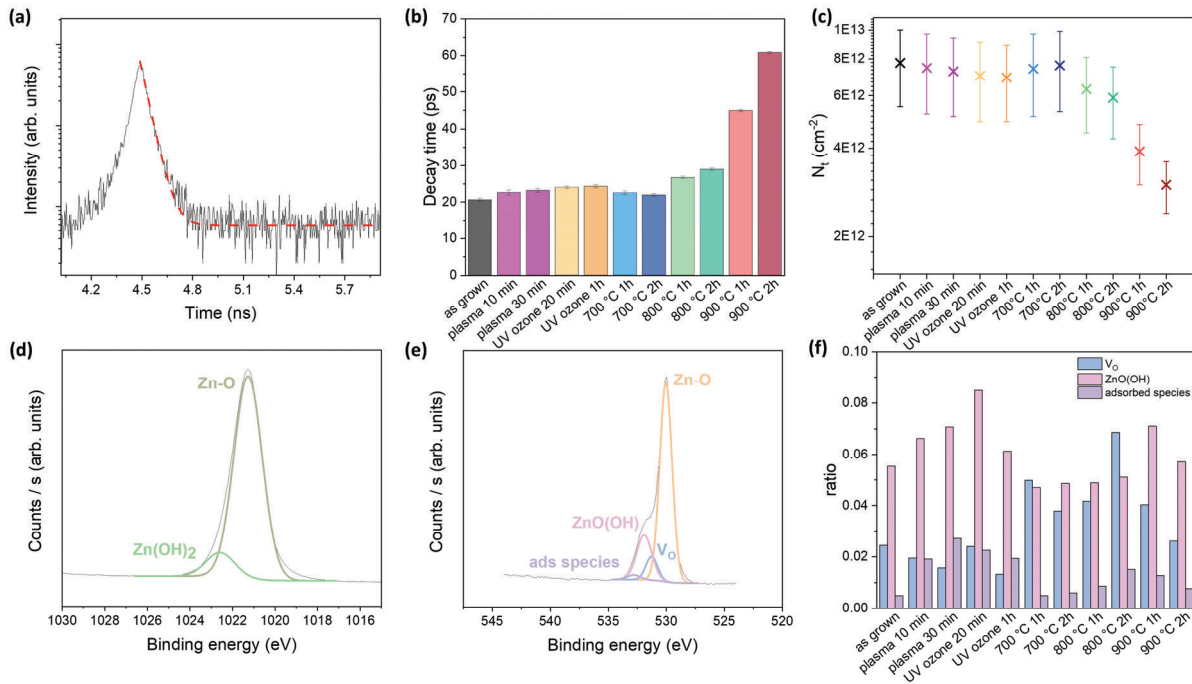 (a)
Intensity (arb. units)
4.2 4.5 4.8 5.1 5.4 5.7
Time (ns)
(b)
Decay time (ps)
70
60
50
40
30
20
10
0
as grown
plasma 10 min
plasma 30 min
UV ozone 20 min
UV ozone 1h
700 °C 1h
700 °C 2h
800 °C 1h
800 °C 2h
900 °C 1h
900 °C 2h
(c)
Nt (cm-2)
1E13
8E12
6E12
4E12
2E12
as grown
plasma 10 min
plasma 30 min
UV ozone 20 min
UV ozone 1h
700°C 1h
700°C 2h
800°C 1h
800°C 2h
900°C 1h
900°C 2h
(d)
Counts / s (arb. units)
Zn-O
Zn(OH)2
1030 1028 1026 1024 1022 1020 1018 1016
Binding energy (eV)
(e)
Counts / s (arb. units)
Zn-O
ZnO(OH)
VO
ads species
545 540 535 530 525 520
Binding energy (eV)
(f)
VO
ZnO(OH)
adsorbed species
ratio
0.10
0.08
0.06
0.04
0.02
0.00
as grown
plasma 10 min
plasma 30 min
UV ozone 20 min
UV ozone 1h
700 °C 1h
700 °C 2h
800 °C 1h
800 °C 2h
900 °C 1h
900 °C 2h